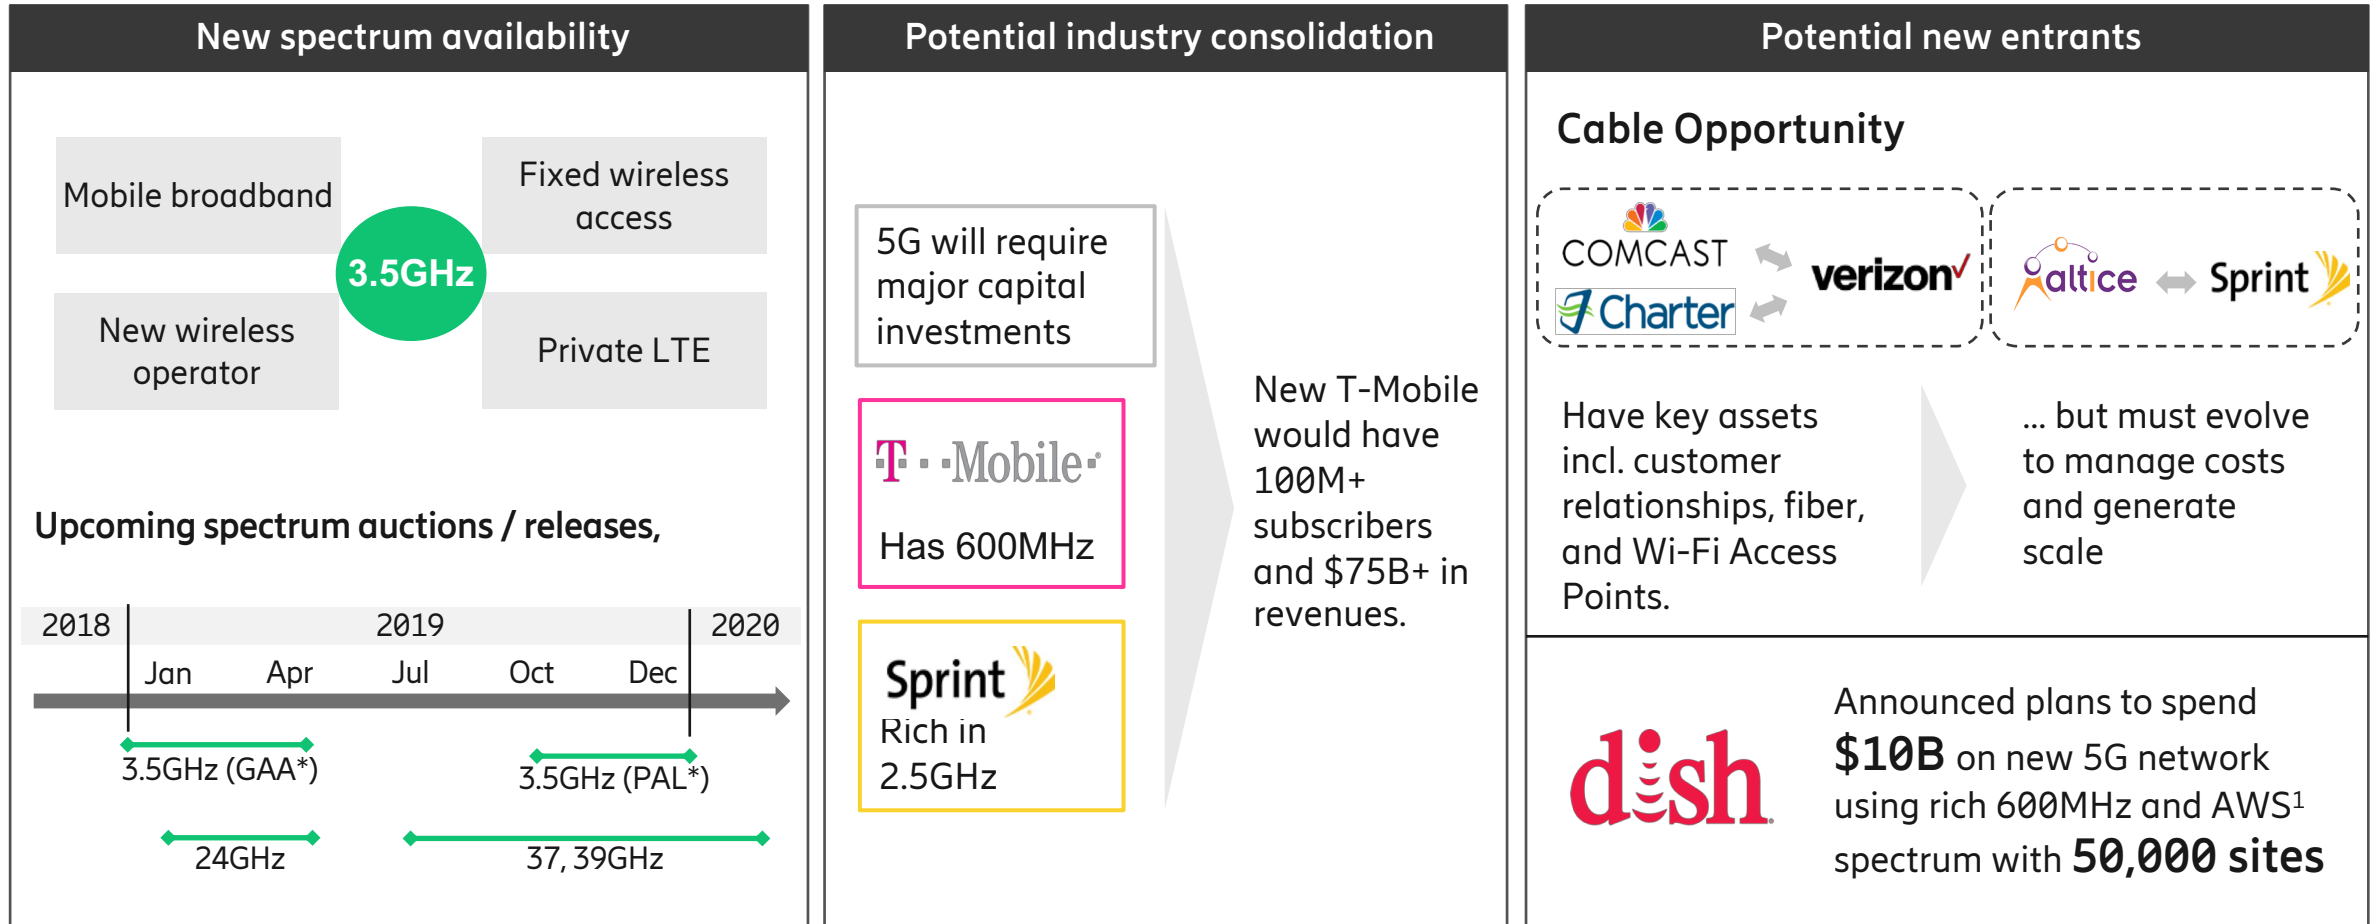 New spectrum availability
Mobile broadband
Fixed wireless
access
3.5GHz
New wireless
operator
Private LTE
Upcoming spectrum auctions / releases,
2018
2019
2020
Jan
Apr
Jul
Oct
Dec
3.5GHz (GAA*)
3.5GHz (PAL*)
24GHz
37, 39GHz
Potential industry consolidation
5G will require
major capital
investments
T··Mobile·
Has 600MHz
Sprint
Rich in
2.5GHz
New T-Mobile
would have
100M+
subscribers
and $75B+ in
revenues.
Potential new entrants
Cable Opportunity
COMCAST
Charter
verizon✓
altice
Sprint
Have key assets
incl. customer
relationships, fiber,
and Wi-Fi Access
Points.
... but must evolve
to manage costs
and generate
scale
dish
Announced plans to spend
$10B on new 5G network
using rich 600MHz and AWS¹
spectrum with 50,000 sites